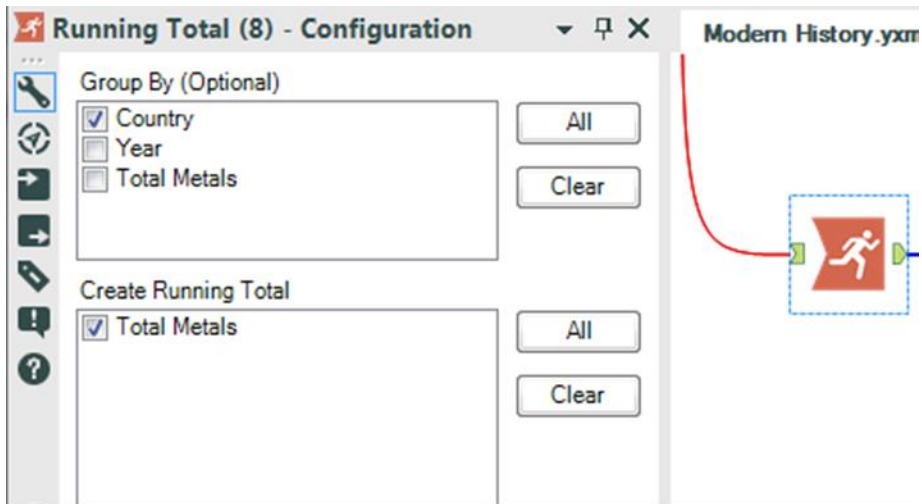 Running Total (8) - Configuration
Modern History.yxm
Group By (Optional)
Country
Year
Total Metals
All
Clear
Create Running Total
Total Metals
All
Clear